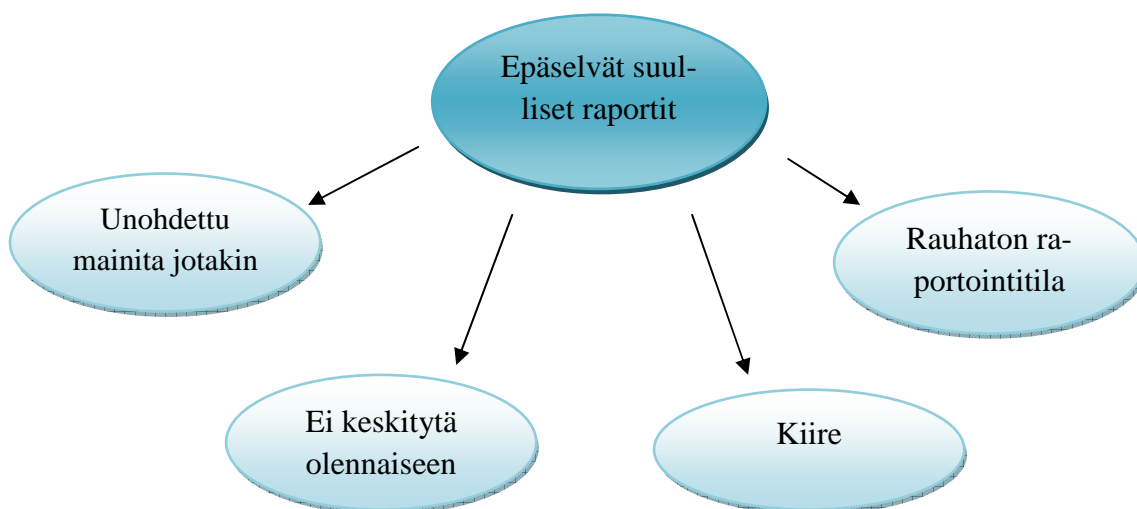 Epäselvät suul-
liset raportit
Unohdettu
mainita jotakin
Rauhaton ra-
portointitila
Ei keskitytä
olennaiseen
Kiire